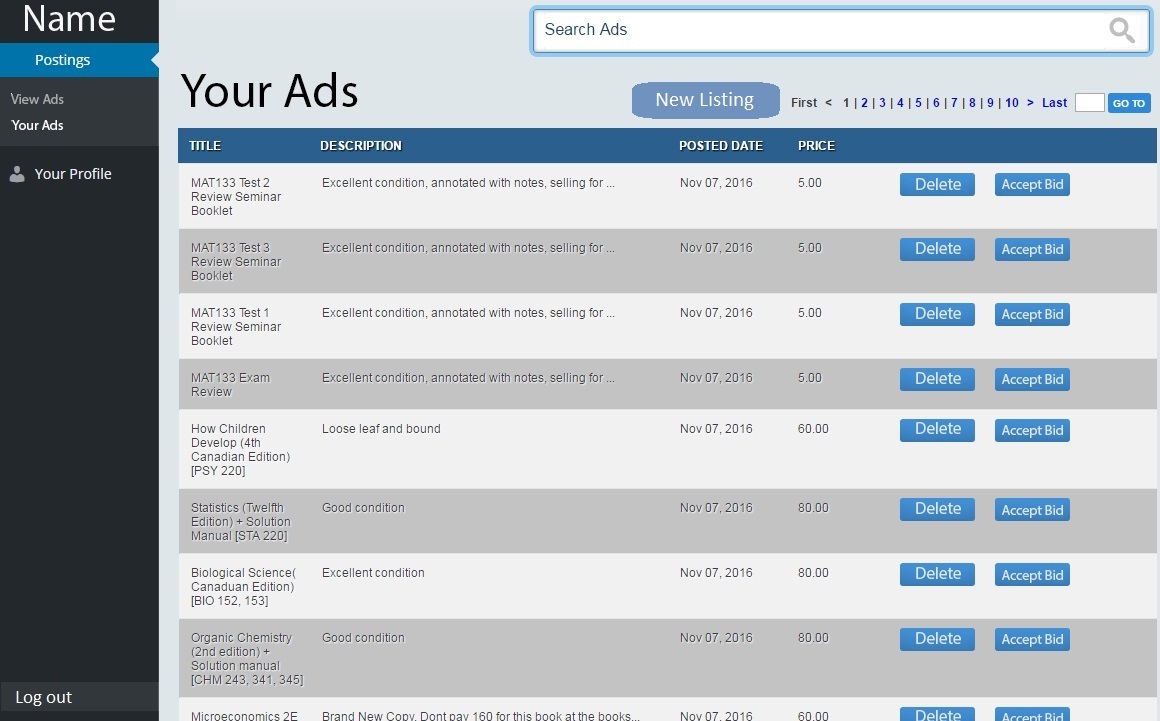 Name
Postings
View Ads
Your Ads
Your Profile
Log out
Search Ads
Your Ads
New Listing
First < 1 | 2 | 3 | 4 | 5 | 6 | 7 | 8 | 9 | 10 > Last GO TO
TITLE DESCRIPTION POSTED DATE PRICE
MAT133 Test 2 Excellent condition, annotated with notes, selling for ... Nov 07, 2016 5.00 Delete Accept Bid
Review Seminar
Booklet
MAT133 Test 3 Excellent condition, annotated with notes, selling for ... Nov 07, 2016 5.00 Delete Accept Bid
Review Seminar
Booklet
MAT133 Test 1 Excellent condition, annotated with notes, selling for ... Nov 07, 2016 5.00 Delete Accept Bid
Review Seminar
Booklet
MAT133 Exam Excellent condition, annotated with notes, selling for ... Nov 07, 2016 5.00 Delete Accept Bid
Review
How Children Loose leaf and bound Nov 07, 2016 60.00 Delete Accept Bid
Develop (4th
Canadian Edition)
[PSY 220]
Statistics (Twelfth Good condition Nov 07, 2016 80.00 Delete Accept Bid
Edition) + Solution
Manual [STA 220]
Biological Science( Excellent condition Nov 07, 2016 80.00 Delete Accept Bid
Canaduan Edition)
[BIO 152, 153]
Organic Chemistry Good condition Nov 07, 2016 80.00 Delete Accept Bid
(2nd edition) +
Solution manual
[CHM 243, 341, 345]
Microeconomics 2E Brand New Copy. Dont pay 160 for this book at the books... Nov 07, 2016 60.00 Delete Accept Bid